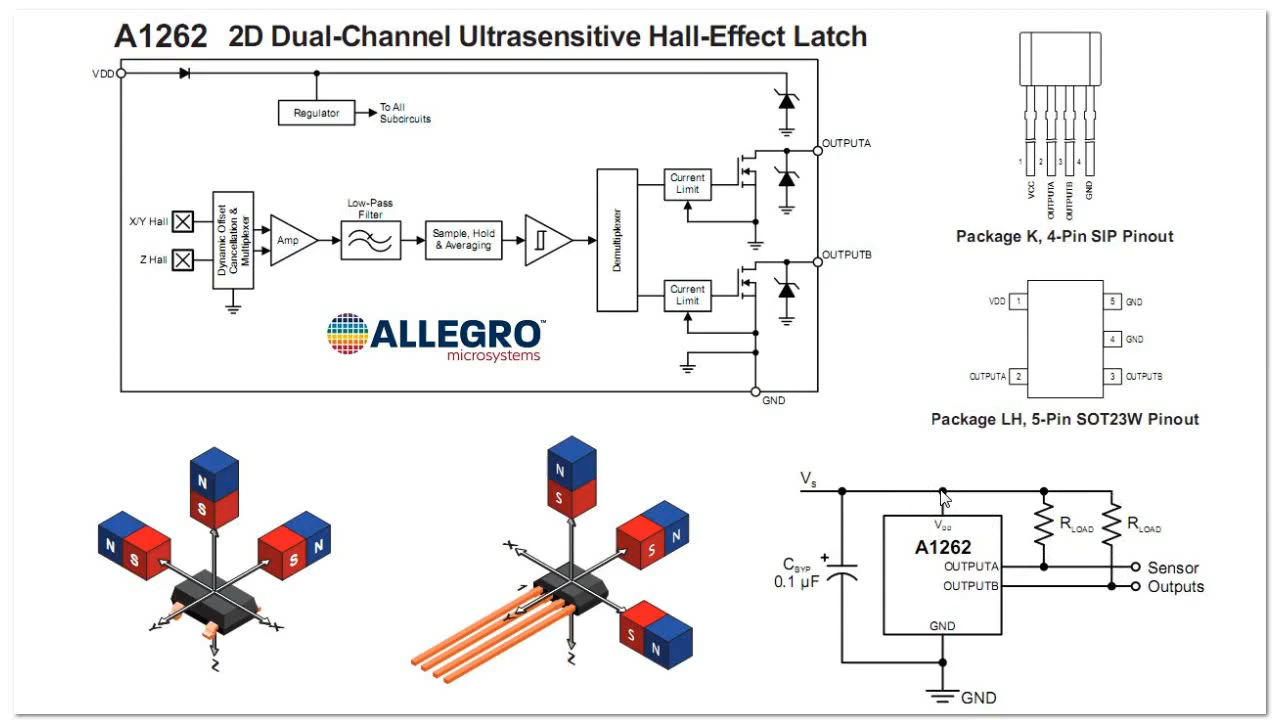 A1262 2D Dual-Channel Ultrasensitive Hall-Effect Latch
VDD
Regulator
To All
Subcircuits
OUTPUTA
Current
Limit
X/Y Hall
Z Hall
Dynamic Offset
Cancellation &
Multiplexer
Amp
Low-Pass
Filter
Sample, Hold
& Averaging
Demultiplexer
OUTPUTB
Current
Limit
ALLEGRO™
microsystems
GND
1 2 3 4
VCC
OUTPUTA
OUTPUTB
GND
Package K, 4-Pin SIP Pinout
VDD 1 5 GND
4 GND
OUTPUTA 2 3 OUTPUTB
Package LH, 5-Pin SOT23W Pinout
N
S
N S
S N
Y
X
Z
N
S
S N
S N
X
1
Y
Z
VS
VDD
A1262
OUTPUTA
OUTPUTB
GND
RLOAD RLOAD
CBYP
0.1 µF
+
Sensor
Outputs
GND